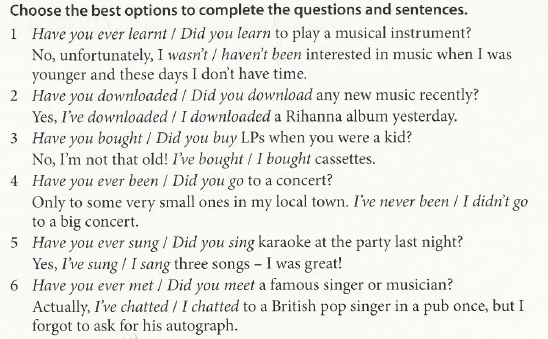 Choose the best options to complete the questions and sentences.
1 Have you ever learnt / Did you learn to play a musical instrument?
No, unfortunately, I wasn't / haven't been interested in music when I was
younger and these days I don't have time.
2 Have you downloaded / Did you download any new music recently?
Yes, I've downloaded / I downloaded a Rihanna album yesterday.
3 Have you bought / Did you buy LPs when you were a kid?
No, I'm not that old! I've bought / I bought cassettes.
4 Have you ever been / Did you go to a concert?
Only to some very small ones in my local town. I've never been / I didn't go
to a big concert.
5 Have you ever sung / Did you sing karaoke at the party last night?
Yes, I've sung / I sang three songs – I was great!
6 Have you ever met / Did you meet a famous singer or musician?
Actually, I've chatted / I chatted to a British pop singer in a pub once, but I
forgot to ask for his autograph.